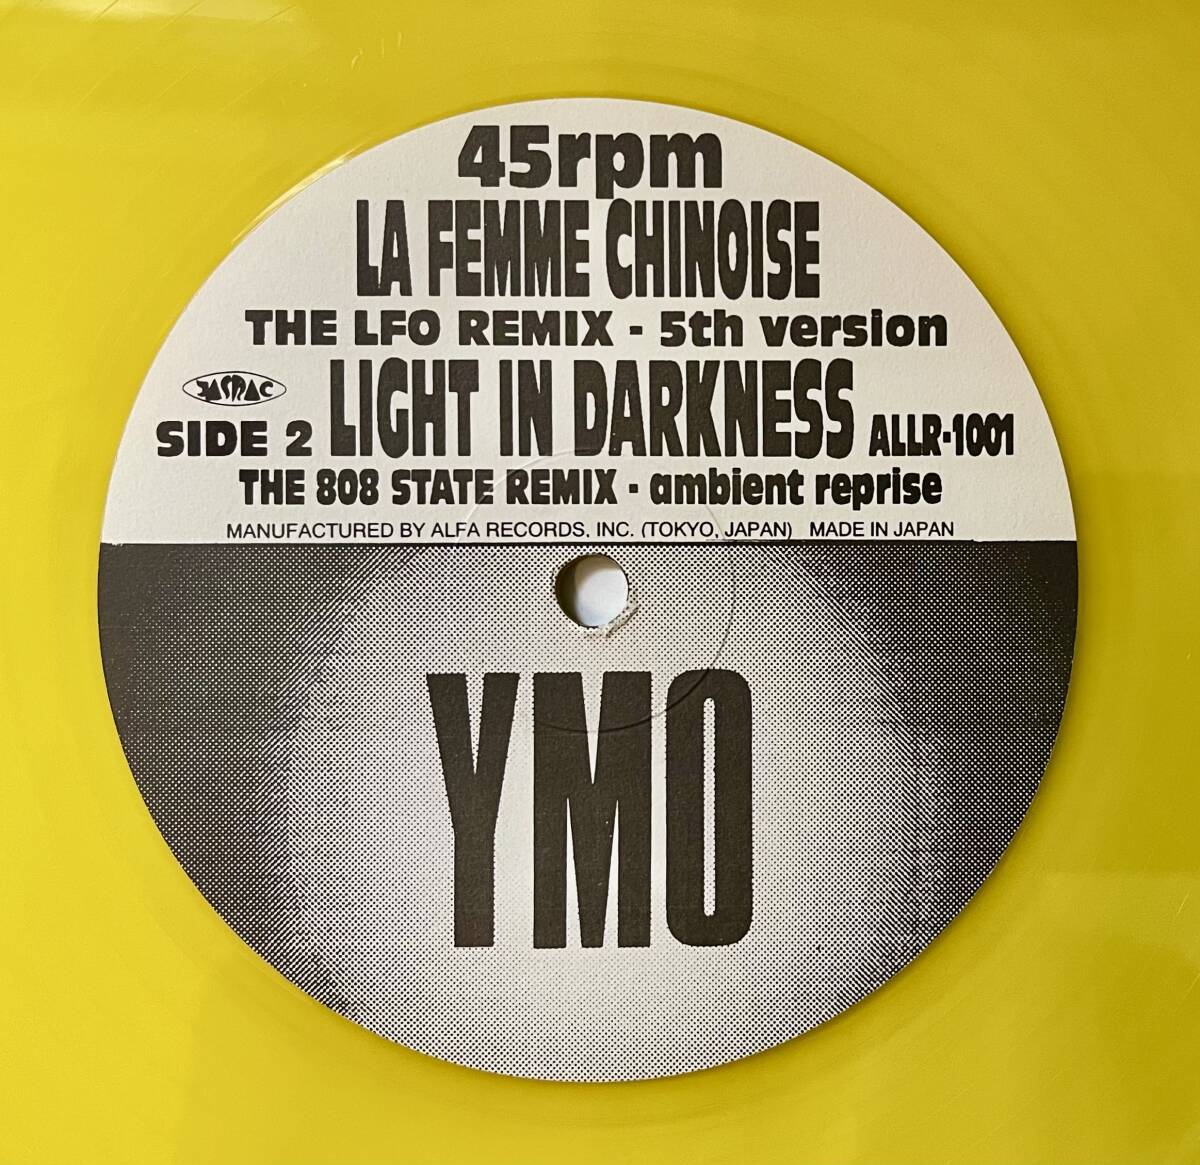 45rpm
LA FEMME CHINOISE
THE LFO REMIX - 5th version
JASRAC
LIGHT IN DARKNESS
SIDE 2
ALLR-1001
THE 808 STATE REMIX - ambient reprise
MANUFACTURED BY ALFA RECORDS, INC. (TOKYO, JAPAN) MADE IN JAPAN
YMO